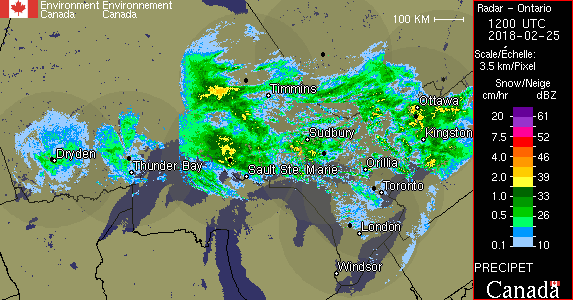 Environment Environnement
Canada Canada
100 KM
Radar - Ontario
1200 UTC
2018-02-25
Scale/Échelle:
3.5 km/Pixel
Snow/Neige
cm/hr dBZ
20 61
7.5 52
4.0 46
2.0 39
1.0 33
0.5 26
0.1 10
PRECIPET
Canada
Timmins
Ottawa
Sudbury
Kingston
Dryden
Thunder Bay
Sault Ste. Marie
Orillia
Toronto
London
Windsor